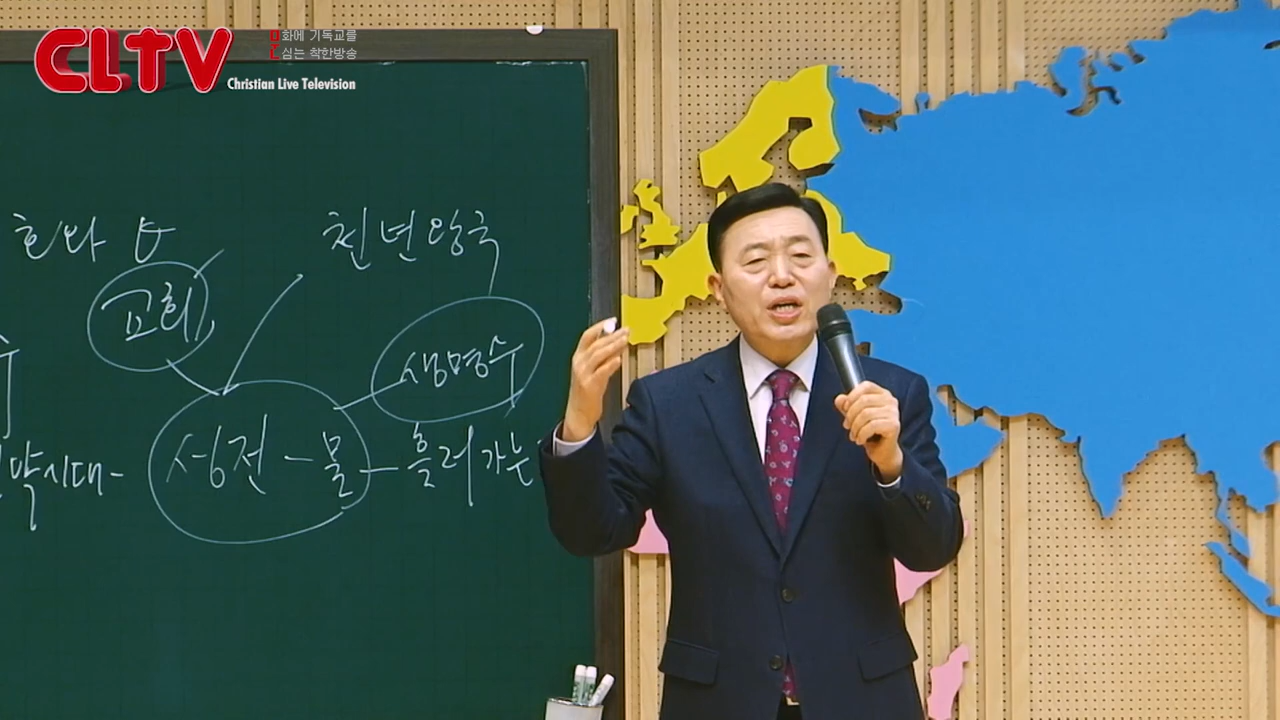 CLTV
문화에 기독교를
심는 착한방송
Christian Live Television
천년왕국
교회
생명수
약시대-
성전 - 물 - 흘러가는